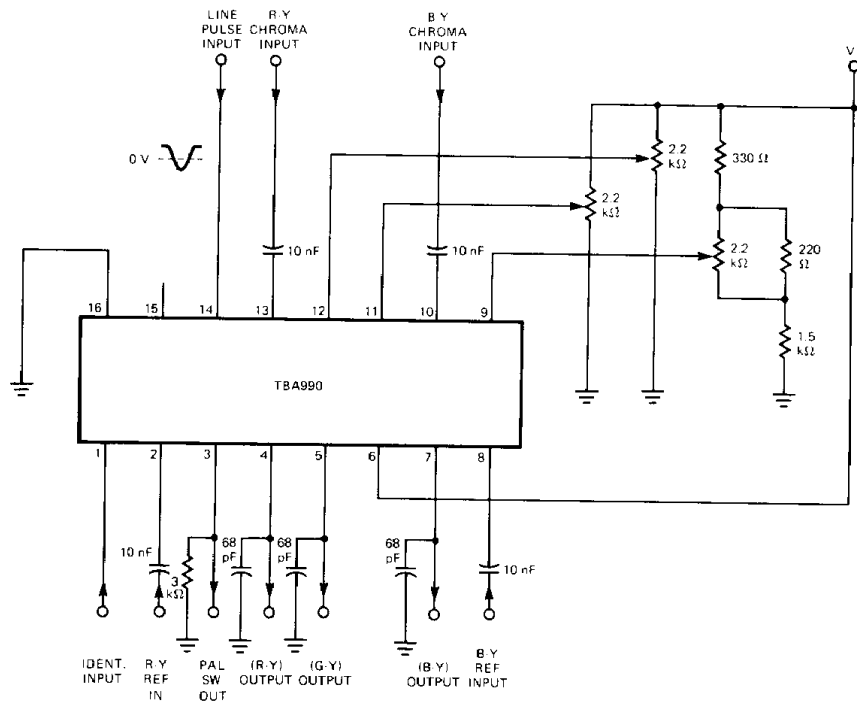 LINE
PULSE
INPUT
R-Y
CHROMA
INPUT
B-Y
CHROMA
INPUT
V
0 V
2.2
kΩ
330 Ω
2.2
kΩ
10 nF
10 nF
2.2
kΩ
220
Ω
16
15
14
13
12
11
10
9
1.5
kΩ
TBA990
1
2
3
4
5
6
7
8
10 nF
3
kΩ
68
pF
68
pF
68
pF
10 nF
IDENT.
INPUT
R-Y
REF
IN
PAL
SW
OUT
(R-Y)
OUTPUT
(G-Y)
OUTPUT
(B-Y)
OUTPUT
B-Y
REF
INPUT